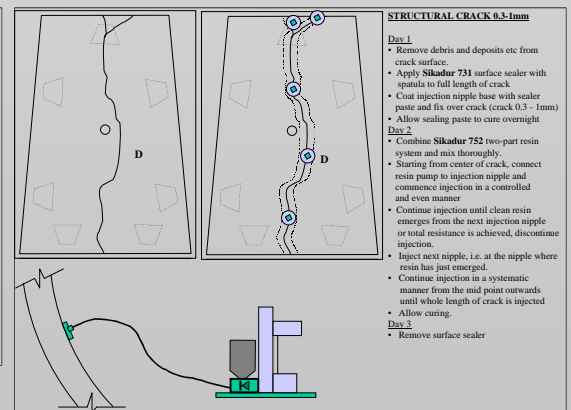 D
D
STRUCTURAL CRACK 0.3-1mm
Day 1
• Remove debris and deposits etc from
crack surface.
• Apply Sikadur 731 surface sealer with
spatula to full length of crack
• Coat injection nipple base with sealer
paste and fix over crack (crack 0.3 - 1mm)
• Allow sealing paste to cure overnight
Day 2
• Combine Sikadur 752 two-part resin
system and mix thoroughly.
• Starting from center of crack, connect
resin pump to injection nipple and
commence injection in a controlled
and even manner
• Continue injection until clean resin
emerges from the next injection nipple
or total resistance is achieved, discontinue
injection.
• Inject next nipple, i.e. at the nipple where
resin has just emerged.
• Continue injection in a systematic
manner from the mid point outwards
until whole length of crack is injected
• Allow curing.
Day 3
• Remove surface sealer